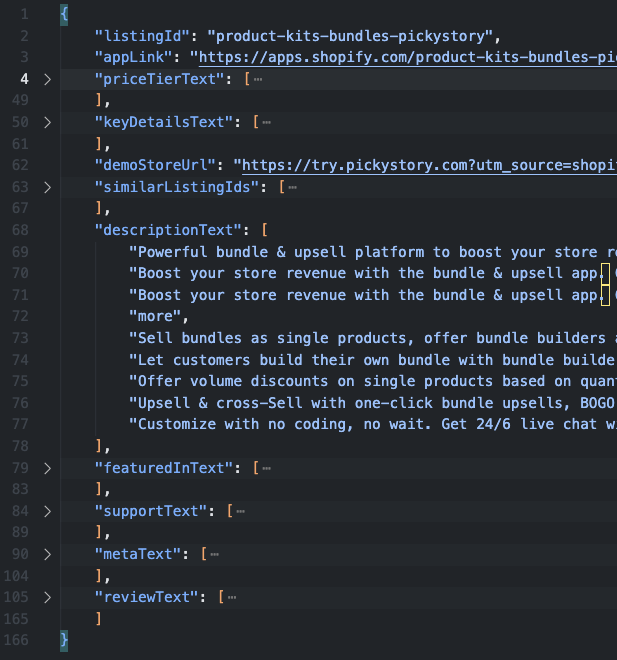 1 {
2 "listingId": "product-kits-bundles-pickystory",
3 "appLink": "https://apps.shopify.com/product-kits-bundles-pi
4 "priceTierText": [⋯
49 ],
50 "keyDetailsText": [⋯
61 ],
62 "demoStoreUrl": "https://try.pickystory.com?utm_source=shopi
63 "similarListingIds": [⋯
67 ],
68 "descriptionText": [
69 "Powerful bundle & upsell platform to boost your store re
70 "Boost your store revenue with the bundle & upsell app.
71 "Boost your store revenue with the bundle & upsell app.
72 "more",
73 "Sell bundles as single products, offer bundle builders a
74 "Let customers build their own bundle with bundle builde
75 "Offer volume discounts on single products based on quan
76 "Upsell & cross-Sell with one-click bundle upsells, BOGO
77 "Customize with no coding, no wait. Get 24/6 live chat wi
78 ],
79 "featuredInText": [⋯
83 ],
84 "supportText": [⋯
89 ],
90 "metaText": [⋯
104 ],
105 "reviewText": [⋯
165 ]
166 }